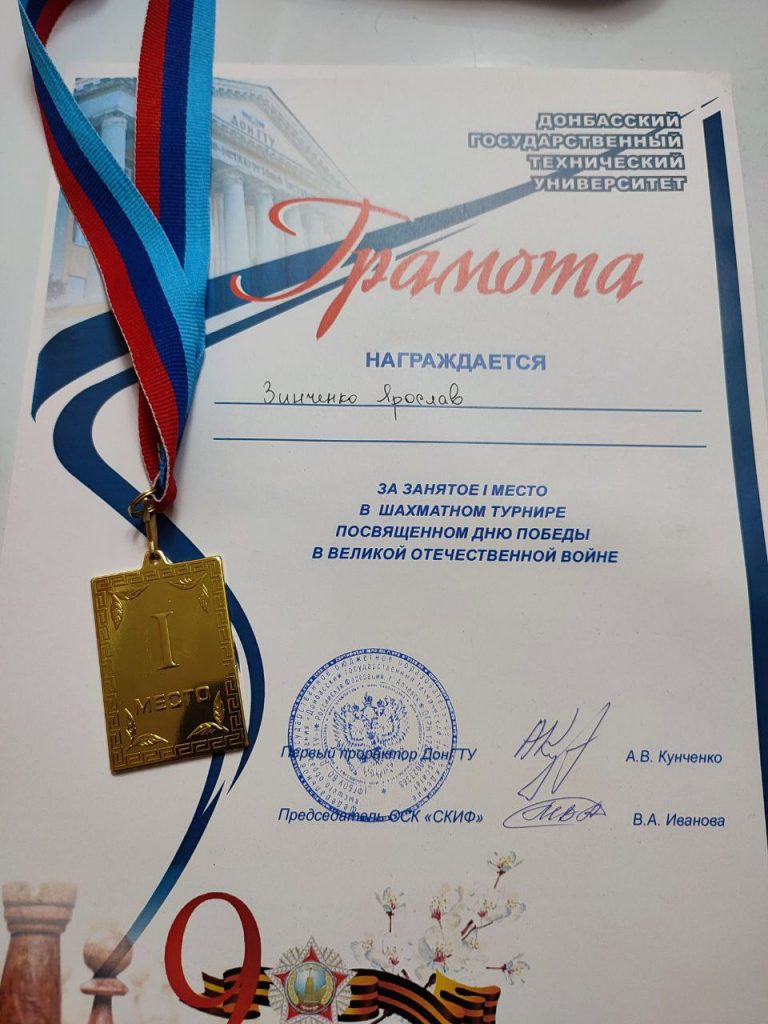 ДОНГТУ
ДОНБАССКИЙ
ГОСУДАРСТВЕННЫЙ
ТЕХНИЧЕСКИЙ
УНИВЕРСИТЕТ
Грамота
НАГРАЖДАЕТСЯ
Зинченко Ярослав
ЗА ЗАНЯТОЕ I МЕСТО
В ШАХМАТНОМ ТУРНИРЕ
ПОСВЯЩЕННОМ ДНЮ ПОБЕДЫ
В ВЕЛИКОЙ ОТЕЧЕСТВЕННОЙ ВОЙНЕ
I
МЕСТО
Первый проректор ДонГТУ А.В. Кунченко
Председатель ОСК «СКИФ» В.А. Иванова
9